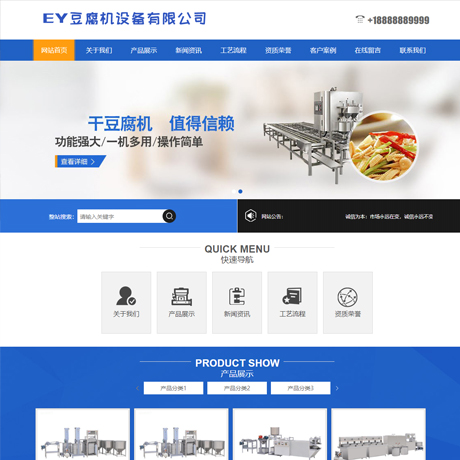 EY豆腐机设备有限公司
+18888889999
网站首页 关于我们 产品展示 新闻资讯 工艺流程 资质荣誉 客户案例 在线留言 联系我们
干豆腐机 值得信赖
功能强大/一机多用/操作简单
查看详细 >
整站搜索: 请输入关键字
网站公告: 诚信为本:市场永远在变,诚信永远不变
QUICK MENU
快速导航
关于我们 产品展示 新闻资讯 工艺流程 资质荣誉
PRODUCT SHOW
产品展示
产品分类1 产品分类2 产品分类3